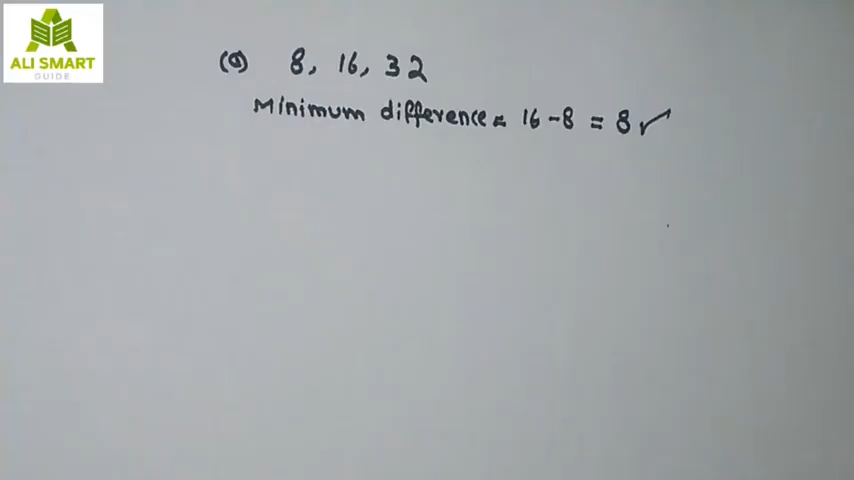 ALI SMART
GUIDE
(a) 8, 16, 32
Minimum difference = 16 - 8 = 8 ✓